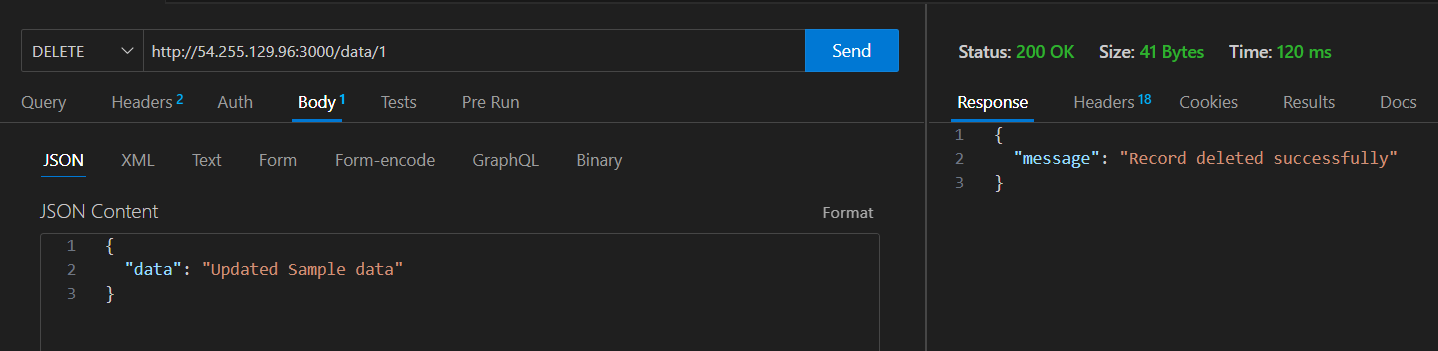 DELETE http://54.255.129.96:3000/data/1 Send
Query Headers 2 Auth Body 1 Tests Pre Run
JSON XML Text Form Form-encode GraphQL Binary
JSON Content Format
1 {
2 "data": "Updated Sample data"
3 }
Status: 200 OK Size: 41 Bytes Time: 120 ms
Response Headers 18 Cookies Results Docs
1 {
2 "message": "Record deleted successfully"
3 }